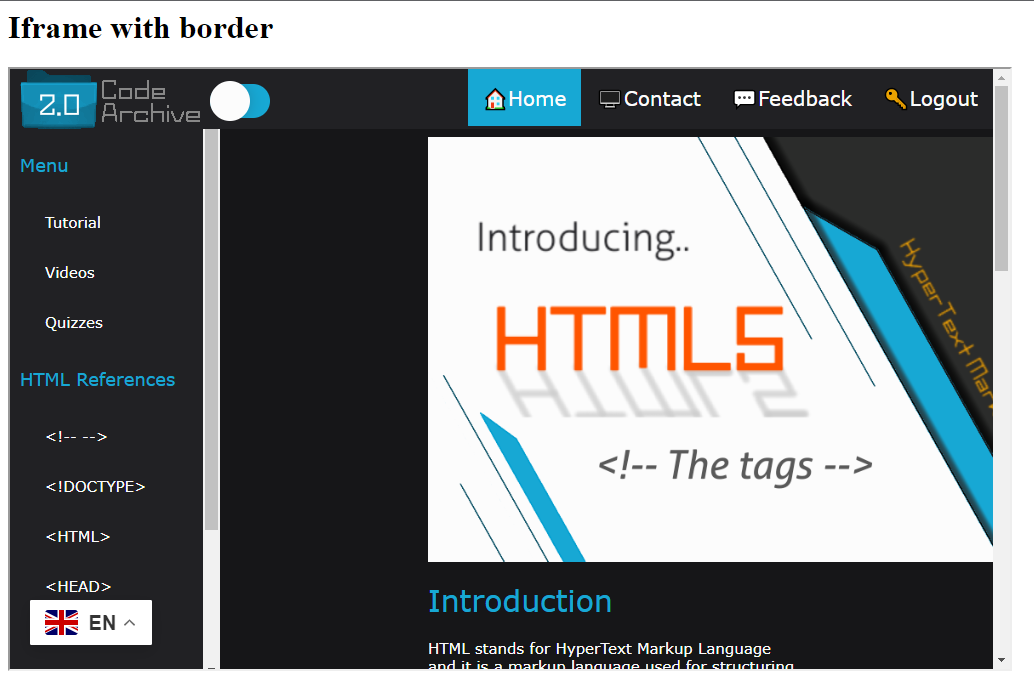 Iframe with border
2.0 Code Archive
Home Contact Feedback Logout
Menu
Tutorial
Videos
Quizzes
HTML References
<!-- -->
<!DOCTYPE>
<HTML>
<HEAD>
EN
Introducing..
HTML5
<!-- The tags -->
HyperText Mark
Introduction
HTML stands for HyperText Markup Language
and it is a markup language used for structuring